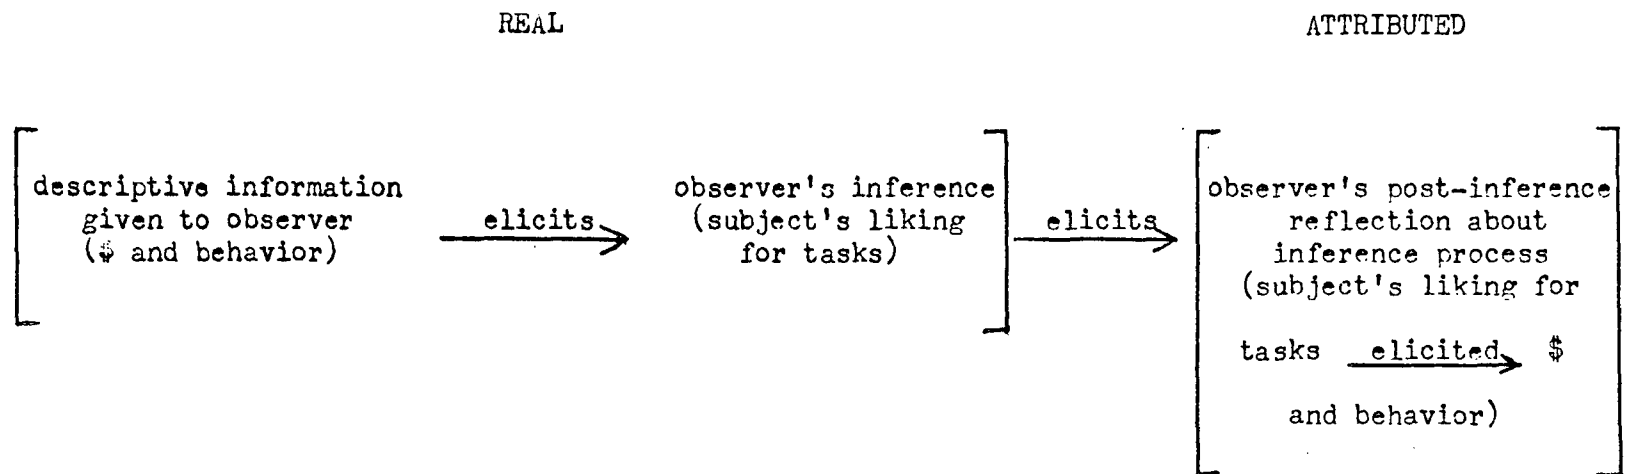 REAL
ATTRIBUTED
descriptive information
given to observer
($ and behavior)
elicits
observer's inference
(subject's liking
for tasks)
elicits
observer's post-inference
reflection about
inference process
(subject's liking for
tasks elicited $
and behavior)